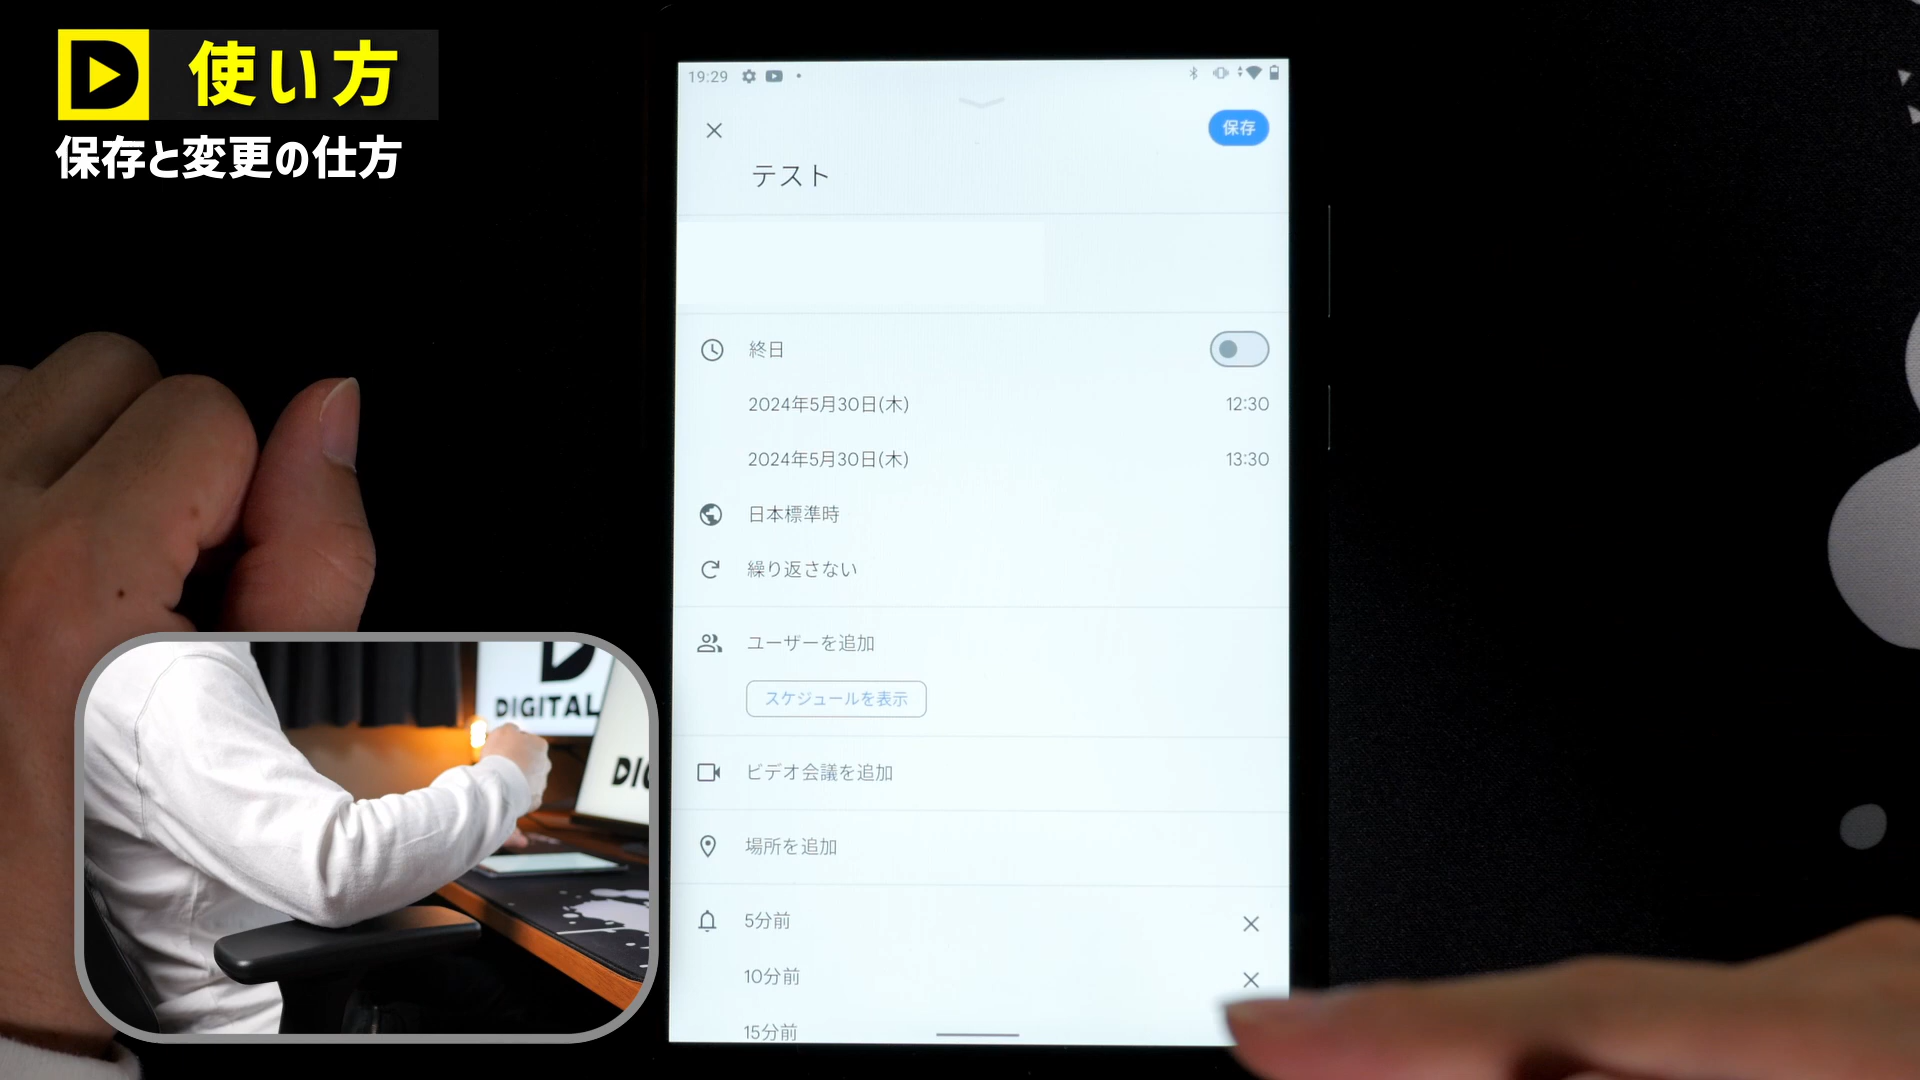 使い方
保存と変更の仕方
19:29
保存
テスト
終日
2024年5月30日(木) 12:30
2024年5月30日(木) 13:30
日本標準時
繰り返さない
ユーザーを追加
スケジュールを表示
ビデオ会議を追加
場所を追加
5分前
10分前
15分前
DIGITAL
DI